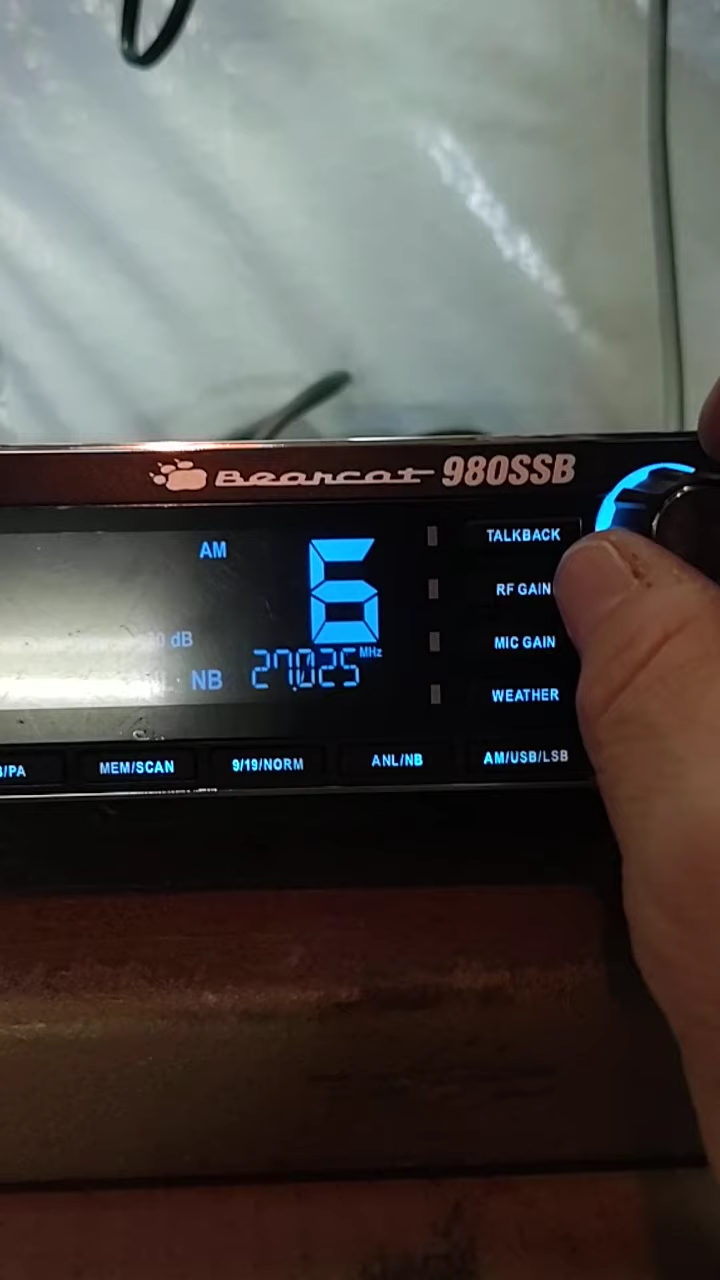 Bearcat 980SSB
AM
6
TALKBACK
RF GAIN
dB
MIC GAIN
NB
27.025 MHz
WEATHER
/PA
MEM/SCAN
9/19/NORM
ANL/NB
AM/USB/LSB